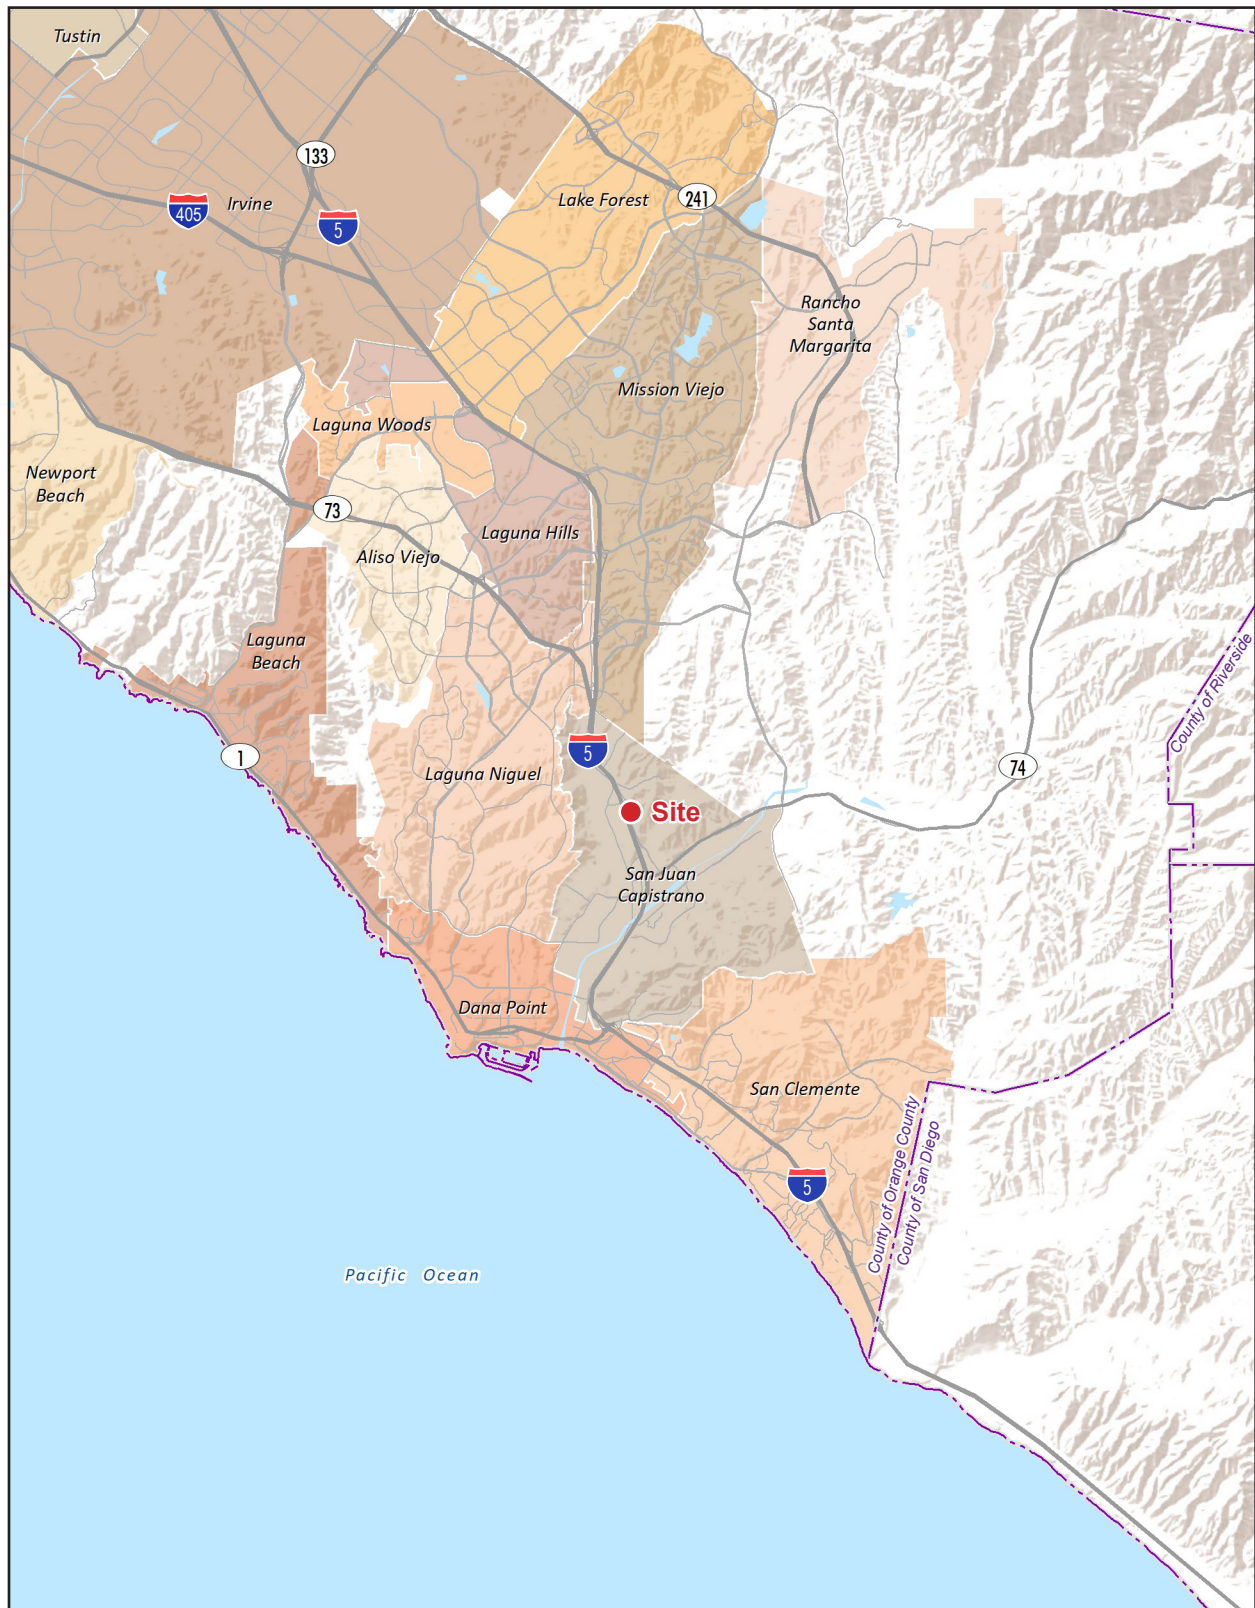 Tustin
133
405
Irvine
5
Lake Forest
241
Rancho
Santa
Margarita
Mission Viejo
Laguna Woods
Newport
Beach
73
Laguna Hills
Aliso Viejo
Laguna
Beach
County of Riverside
1
5
Laguna Niguel
74
Site
San Juan
Capistrano
Dana Point
San Clemente
County of Orange County
County of San Diego
5
Pacific Ocean